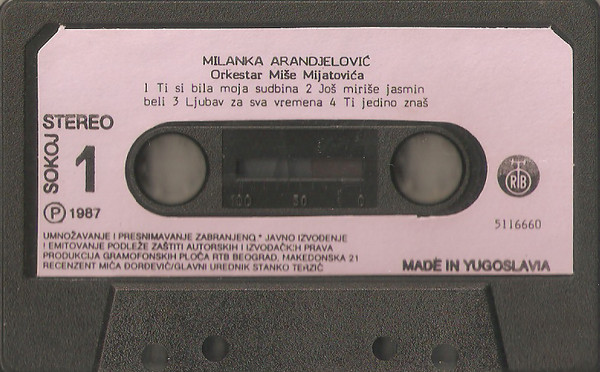 MILANKA ARANDJELOVIĆ
Orkestar Miše Mijatovića
1 Ti si bila moja sudbina 2 Još miriše jasmin
beli 3 Ljubav za sva vremena 4 Ti jedino znaš
STEREO
SOKOJ
1
P 1987
RTB
100 50 0
5116660
UMNOŽAVANJE I PRESNIMAVANJE ZABRANJENO * JAVNO IZVOĐENJE
I EMITOVANJE PODLEŽE ZAŠTITI AUTORSKIH I IZVOĐAČKIH PRAVA
PRODUKCIJA GRAMOFONSKIH PLOČA RTB BEOGRAD, MAKEDONSKA 21
RECENZENT MIĆA ĐORĐEVIĆ/GLAVNI UREDNIK STANKO TERZIĆ
MADE IN YUGOSLAVIA